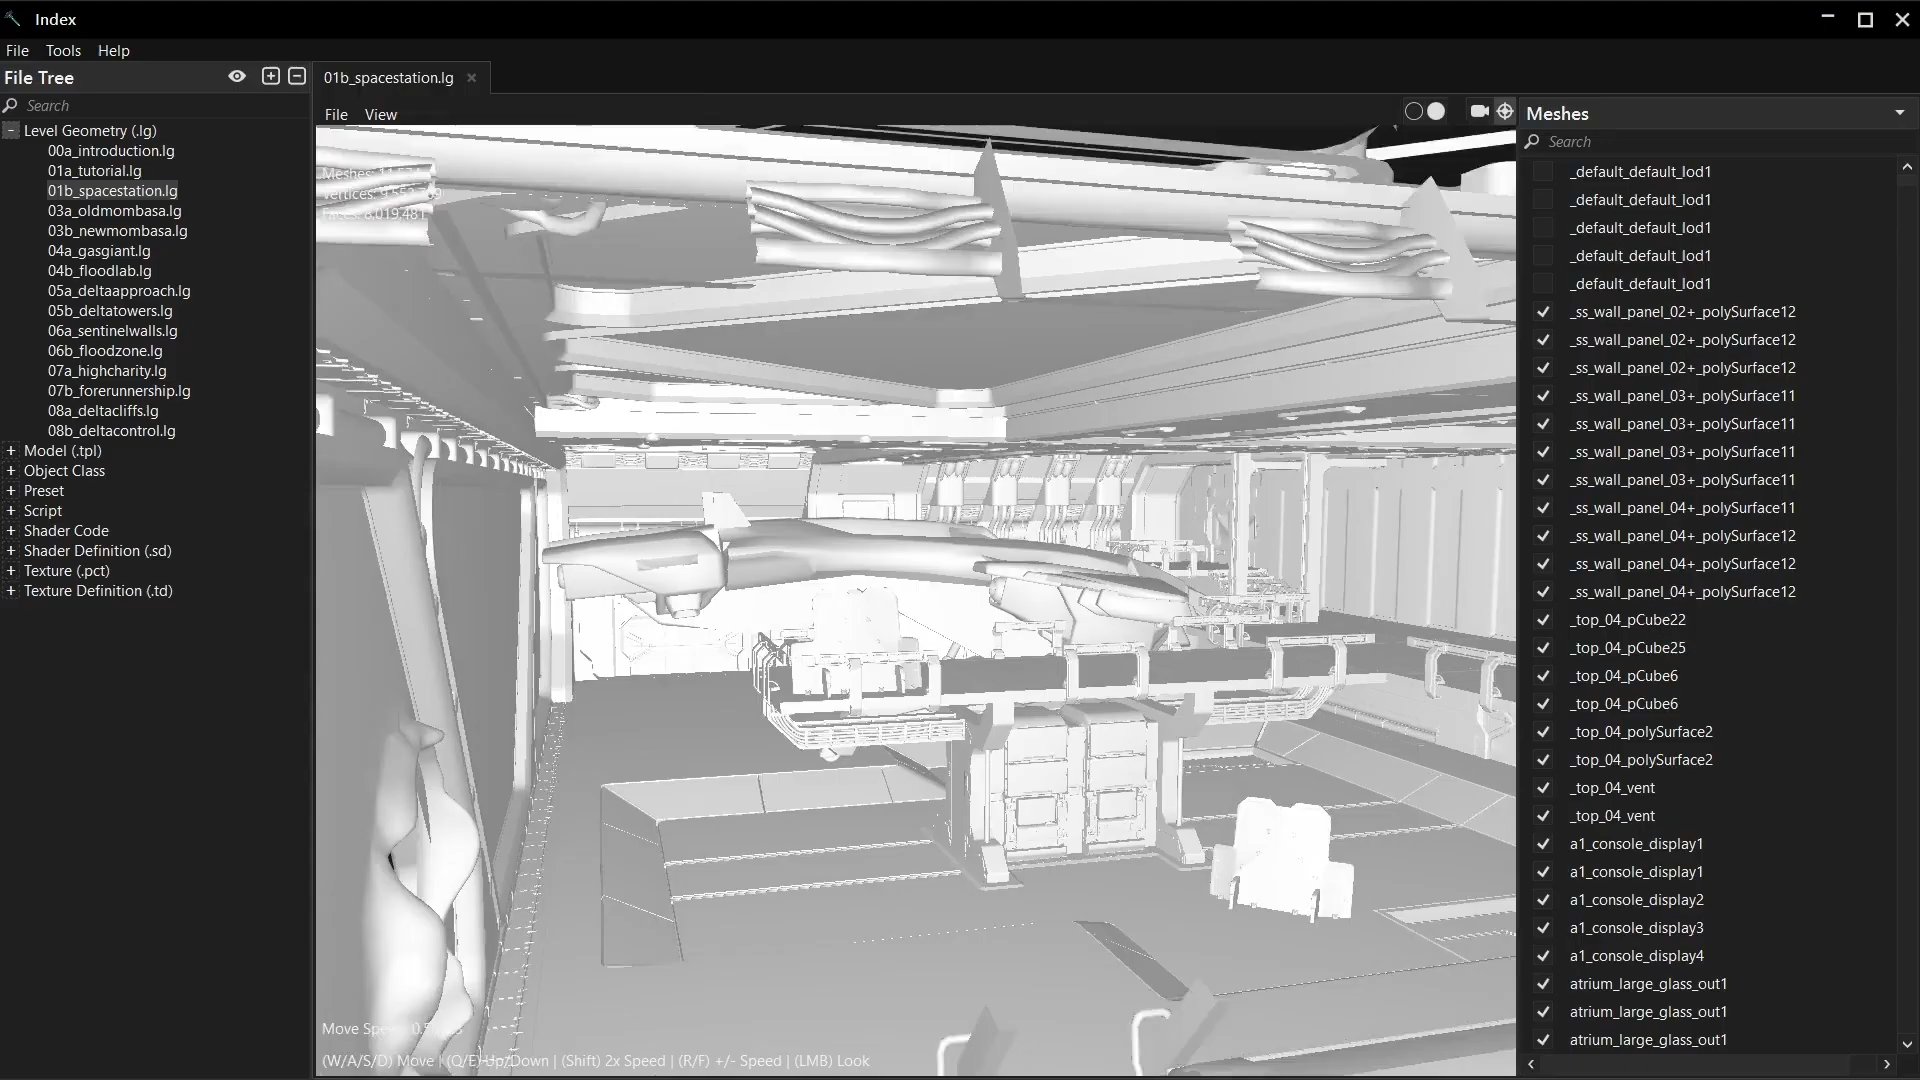 Index
File Tools Help
File Tree
Search
Level Geometry (.lg)
00a_introduction.lg
01a_tutorial.lg
01b_spacestation.lg
03a_oldmombasa.lg
03b_newmombasa.lg
04a_gasgiant.lg
04b_floodlab.lg
05a_deltaapproach.lg
05b_deltatowers.lg
06a_sentinelwalls.lg
06b_floodzone.lg
07a_highcharity.lg
07b_forerunnership.lg
08a_deltacliffs.lg
08b_deltacontrol.lg
Model (.tpl)
Object Class
Preset
Script
Shader Code
Shader Definition (.sd)
Texture (.pct)
Texture Definition (.td)
01b_spacestation.lg
File View
Meshes:
Vertices:
Faces: 8,019,481
Move Speed:
(W/A/S/D) Move | (Q/E) Up/Down | (Shift) 2x Speed | (R/F) +/- Speed | (LMB) Look
Meshes
Search
_default_default_lod1
_default_default_lod1
_default_default_lod1
_default_default_lod1
_default_default_lod1
_ss_wall_panel_02+_polySurface12
_ss_wall_panel_02+_polySurface12
_ss_wall_panel_02+_polySurface12
_ss_wall_panel_03+_polySurface11
_ss_wall_panel_03+_polySurface11
_ss_wall_panel_03+_polySurface11
_ss_wall_panel_03+_polySurface11
_ss_wall_panel_04+_polySurface11
_ss_wall_panel_04+_polySurface12
_ss_wall_panel_04+_polySurface12
_ss_wall_panel_04+_polySurface12
_top_04_pCube22
_top_04_pCube25
_top_04_pCube6
_top_04_pCube6
_top_04_polySurface2
_top_04_polySurface2
_top_04_vent
_top_04_vent
a1_console_display1
a1_console_display1
a1_console_display2
a1_console_display3
a1_console_display4
atrium_large_glass_out1
atrium_large_glass_out1
atrium_large_glass_out1